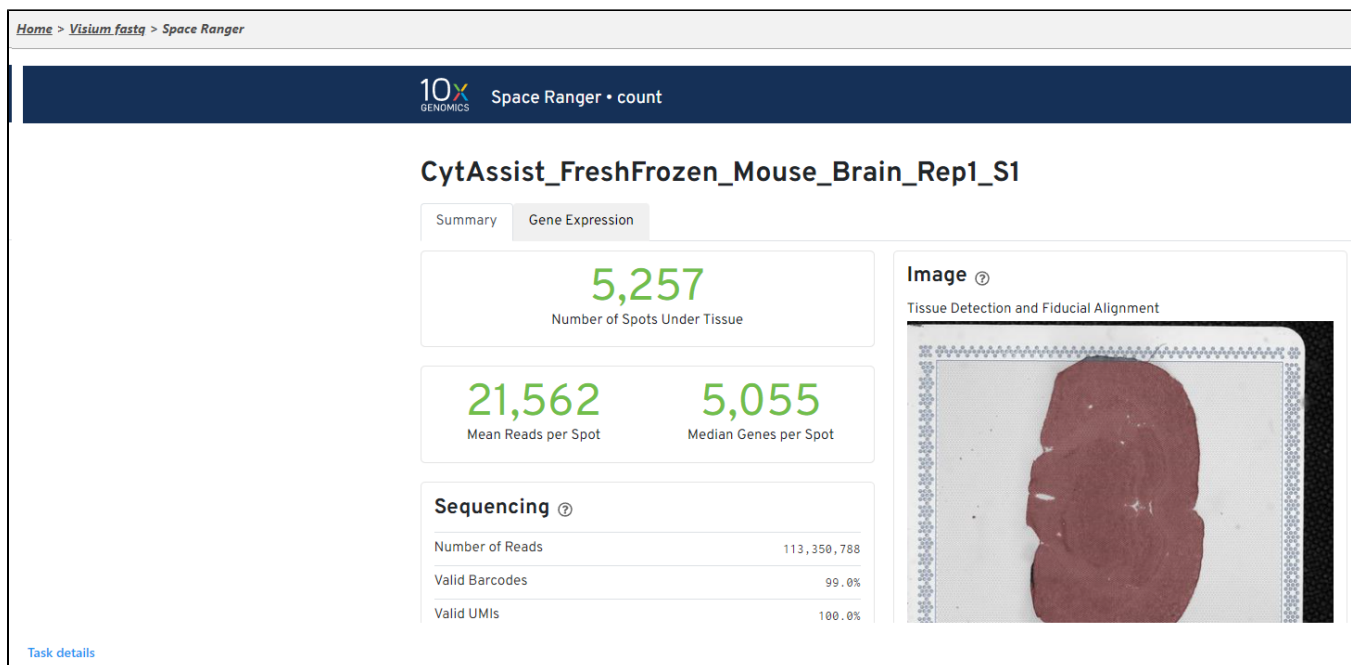 Home > Visium fastq > Space Ranger
10x
GENOMICS
Space Ranger • count
CytAssist_FreshFrozen_Mouse_Brain_Rep1_S1
Summary
Gene Expression
5,257
Number of Spots Under Tissue
21,562
Mean Reads per Spot
5,055
Median Genes per Spot
Sequencing ?
Number of Reads 113,350,788
Valid Barcodes 99.0%
Valid UMIs 100.0%
Image ?
Tissue Detection and Fiducial Alignment
Task details